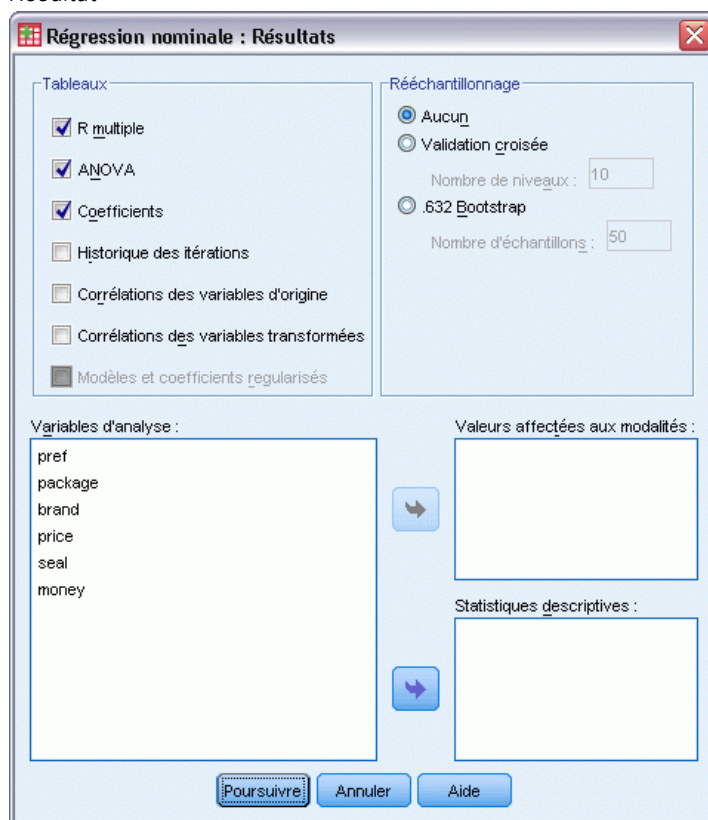 Résultat
Régression nominale : Résultats
Tableaux
R multiple
ANOVA
Coefficients
Historique des itérations
Corrélations des variables d'origine
Corrélations des variables transformées
Modèles et coefficients regularisés
Rééchantillonnage
Aucun
Validation croisée
Nombre de niveaux : 10
.632 Bootstrap
Nombre d'échantillons : 50
Variables d'analyse :
pref
package
brand
price
seal
money
Valeurs affectées aux modalités :
Statistiques descriptives :
Poursuivre Annuler Aide